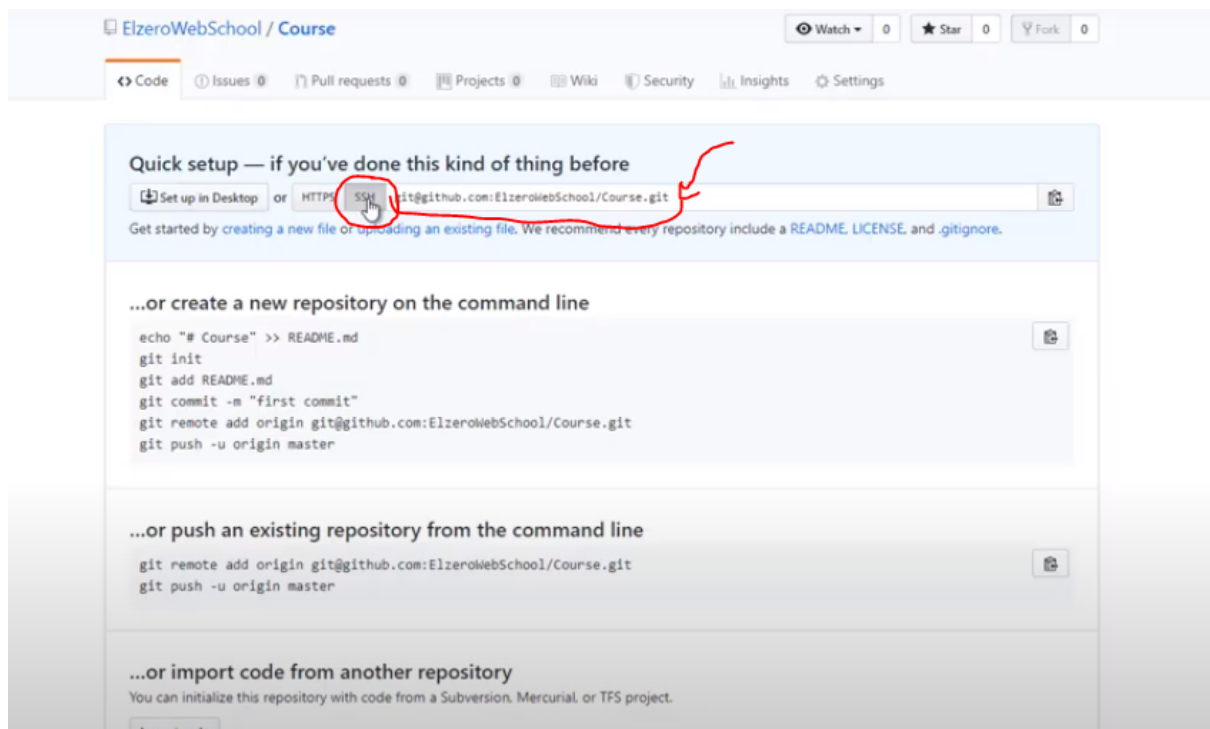 ElzeroWebSchool / Course
Watch 0 Star 0 Fork 0
Code Issues 0 Pull requests 0 Projects 0 Wiki Security Insights Settings
Quick setup — if you've done this kind of thing before
Set up in Desktop or HTTPS SSH git@github.com:ElzeroWebSchool/Course.git
Get started by creating a new file or uploading an existing file. We recommend every repository include a README, LICENSE, and .gitignore.
...or create a new repository on the command line
echo "# Course" >> README.md
git init
git add README.md
git commit -m "first commit"
git remote add origin git@github.com:ElzeroWebSchool/Course.git
git push -u origin master
...or push an existing repository from the command line
git remote add origin git@github.com:ElzeroWebSchool/Course.git
git push -u origin master
...or import code from another repository
You can initialize this repository with code from a Subversion, Mercurial, or TFS project.